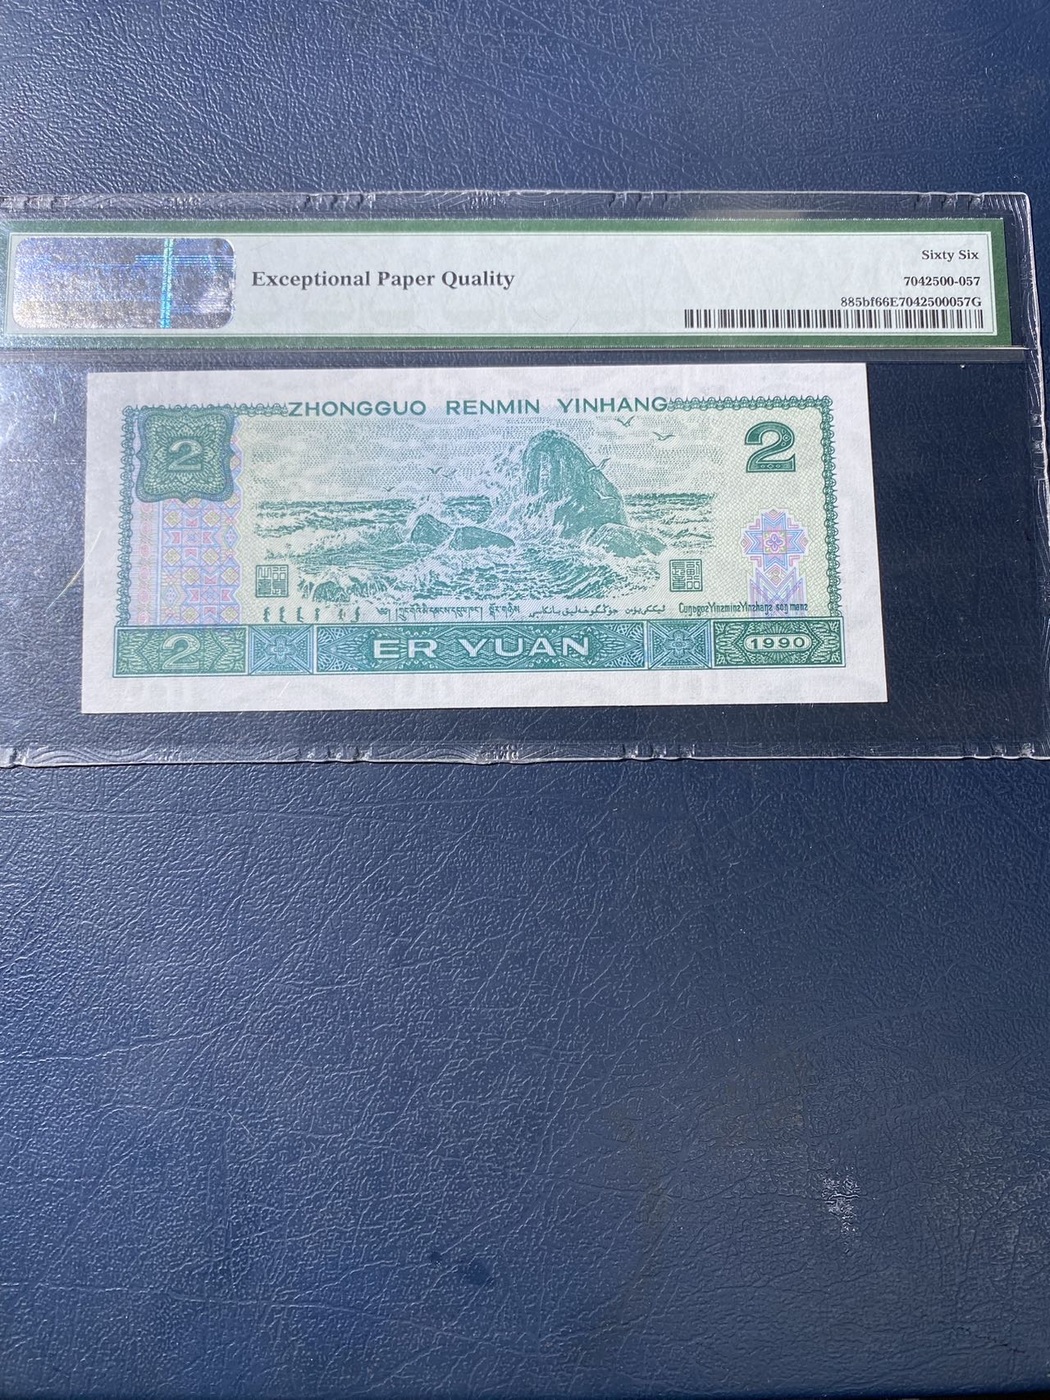 Sixty Six
Exceptional Paper Quality
7042500-057
885bf66E7042500057G
ZHONGGUO RENMIN YINHANG
2
2
2
ER YUAN
1990